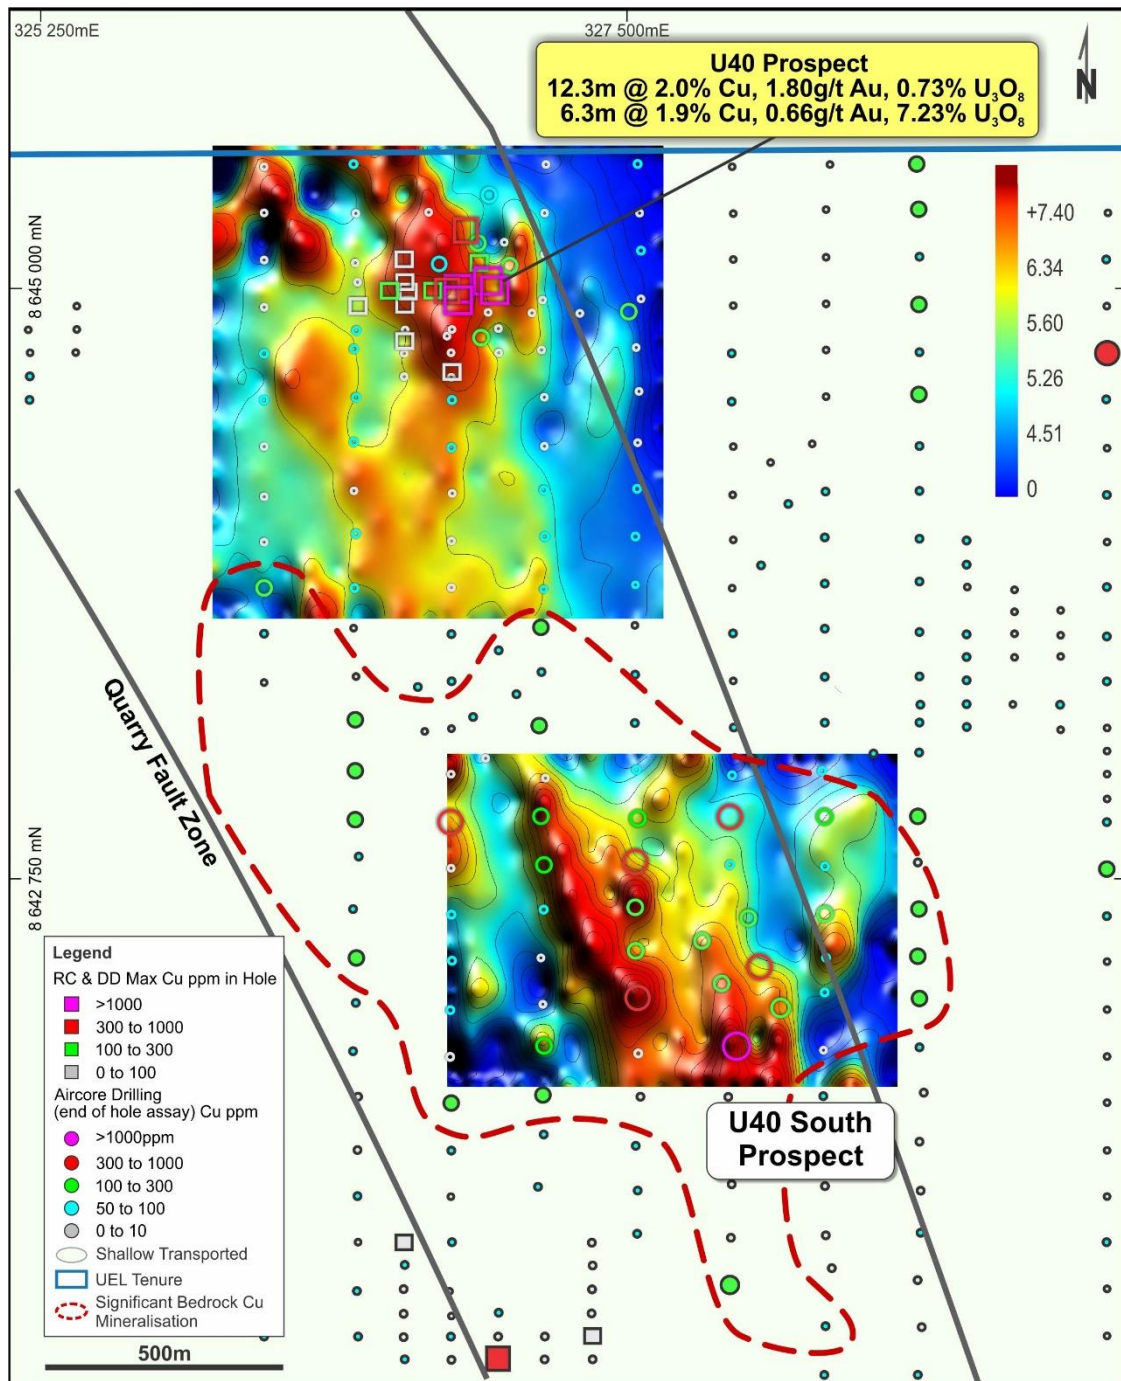 325 250mE
327 500mE
N
U40 Prospect
12.3m @ 2.0% Cu, 1.80g/t Au, 0.73% U₃O₈
6.3m @ 1.9% Cu, 0.66g/t Au, 7.23% U₃O₈
8 645 000 mN
+7.40
6.34
5.60
5.26
4.51
0
Quarry Fault Zone
8 642 750 mN
Legend
RC & DD Max Cu ppm in Hole
>1000
300 to 1000
100 to 300
0 to 100
Aircore Drilling
(end of hole assay) Cu ppm
>1000ppm
300 to 1000
100 to 300
50 to 100
0 to 10
Shallow Transported
UEL Tenure
Significant Bedrock Cu
Mineralisation
500m
U40 South
Prospect